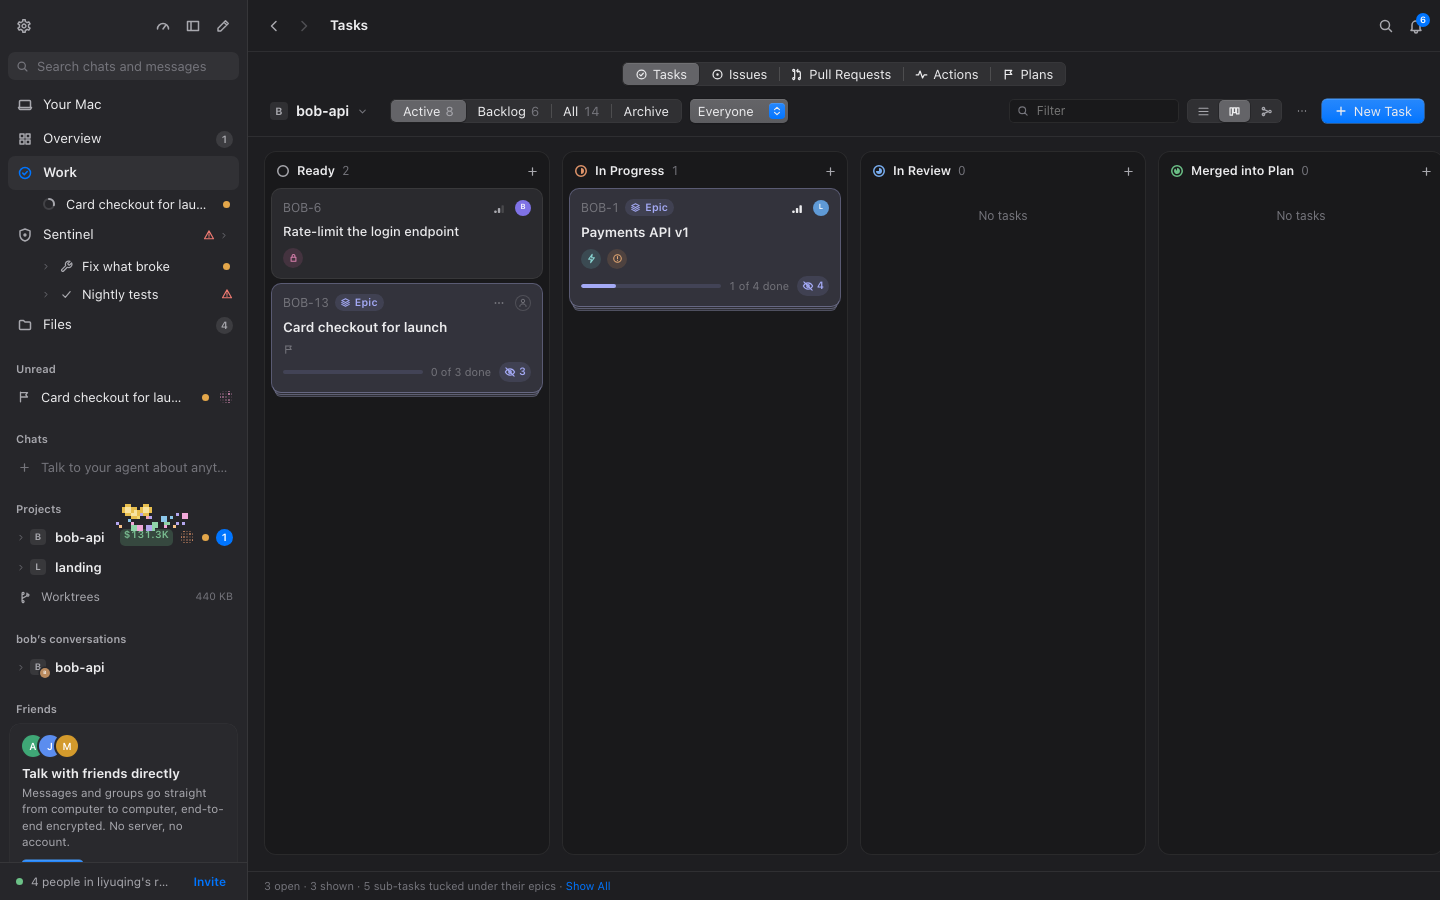 Search chats and messages
Your Mac
Overview 1
Work
Card checkout for lau...
Sentinel
Fix what broke
Nightly tests
Files 4
Unread
Card checkout for lau...
Chats
Talk to your agent about anyt...
Projects
B bob-api $131.3K 1
L landing
Worktrees 440 KB
bob's conversations
B bob-api
Friends
A J M
Talk with friends directly
Messages and groups go straight
from computer to computer, end-to-
end encrypted. No server, no
account.
4 people in liyuqing's r... Invite
Tasks
6
Tasks Issues Pull Requests Actions Plans
B bob-api Active 8 Backlog 6 All 14 Archive Everyone Filter ... + New Task
Ready 2
BOB-6 B
Rate-limit the login endpoint
BOB-13 Epic ...
Card checkout for launch
0 of 3 done 3
In Progress 1
BOB-1 Epic L
Payments API v1
1 of 4 done 4
In Review 0
No tasks
Merged into Plan 0
No tasks
3 open · 3 shown · 5 sub-tasks tucked under their epics · Show All